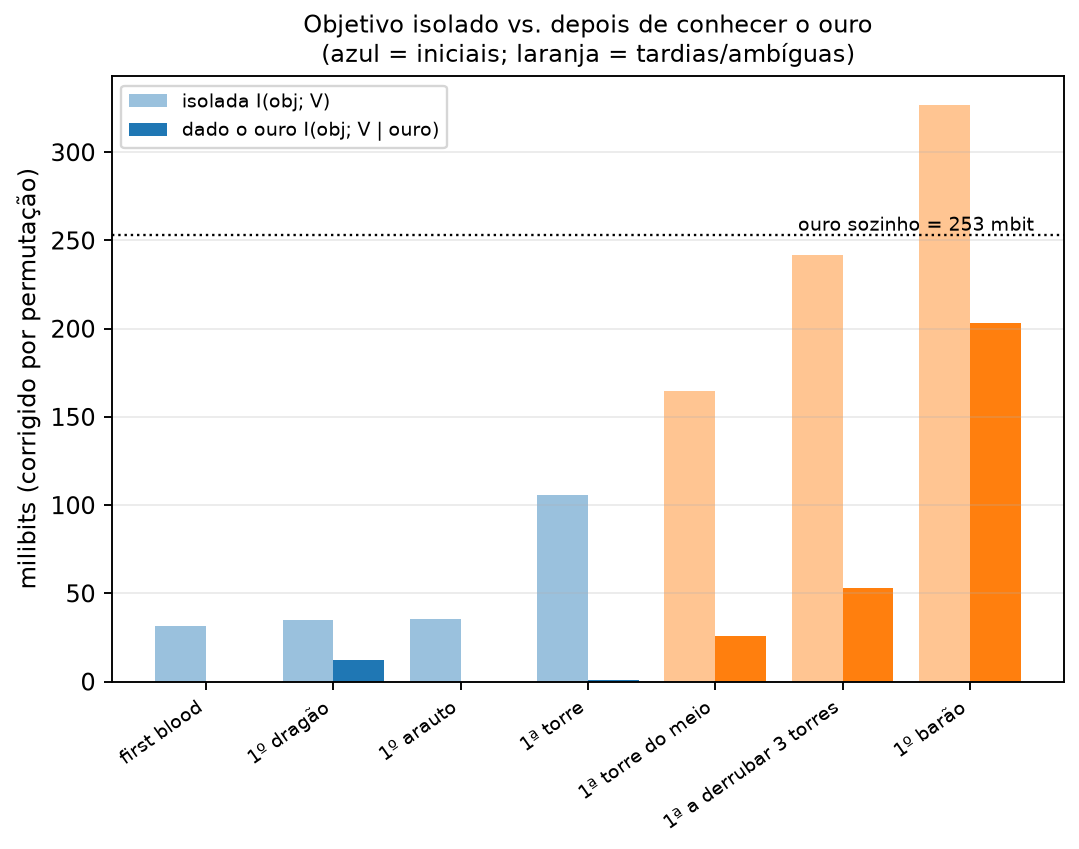 Objetivo isolado vs. depois de conhecer o ouro
(azul = iniciais; laranja = tardias/ambíguas)
isolada I(obj; V)
dado o ouro I(obj; V | ouro)
ouro sozinho = 253 mbit
milibits (corrigido por permutação)
300
250
200
150
100
50
0
first blood
1º dragão
1º arauto
1ª torre
1ª torre do meio
1ª a derrubar 3 torres
1º barão